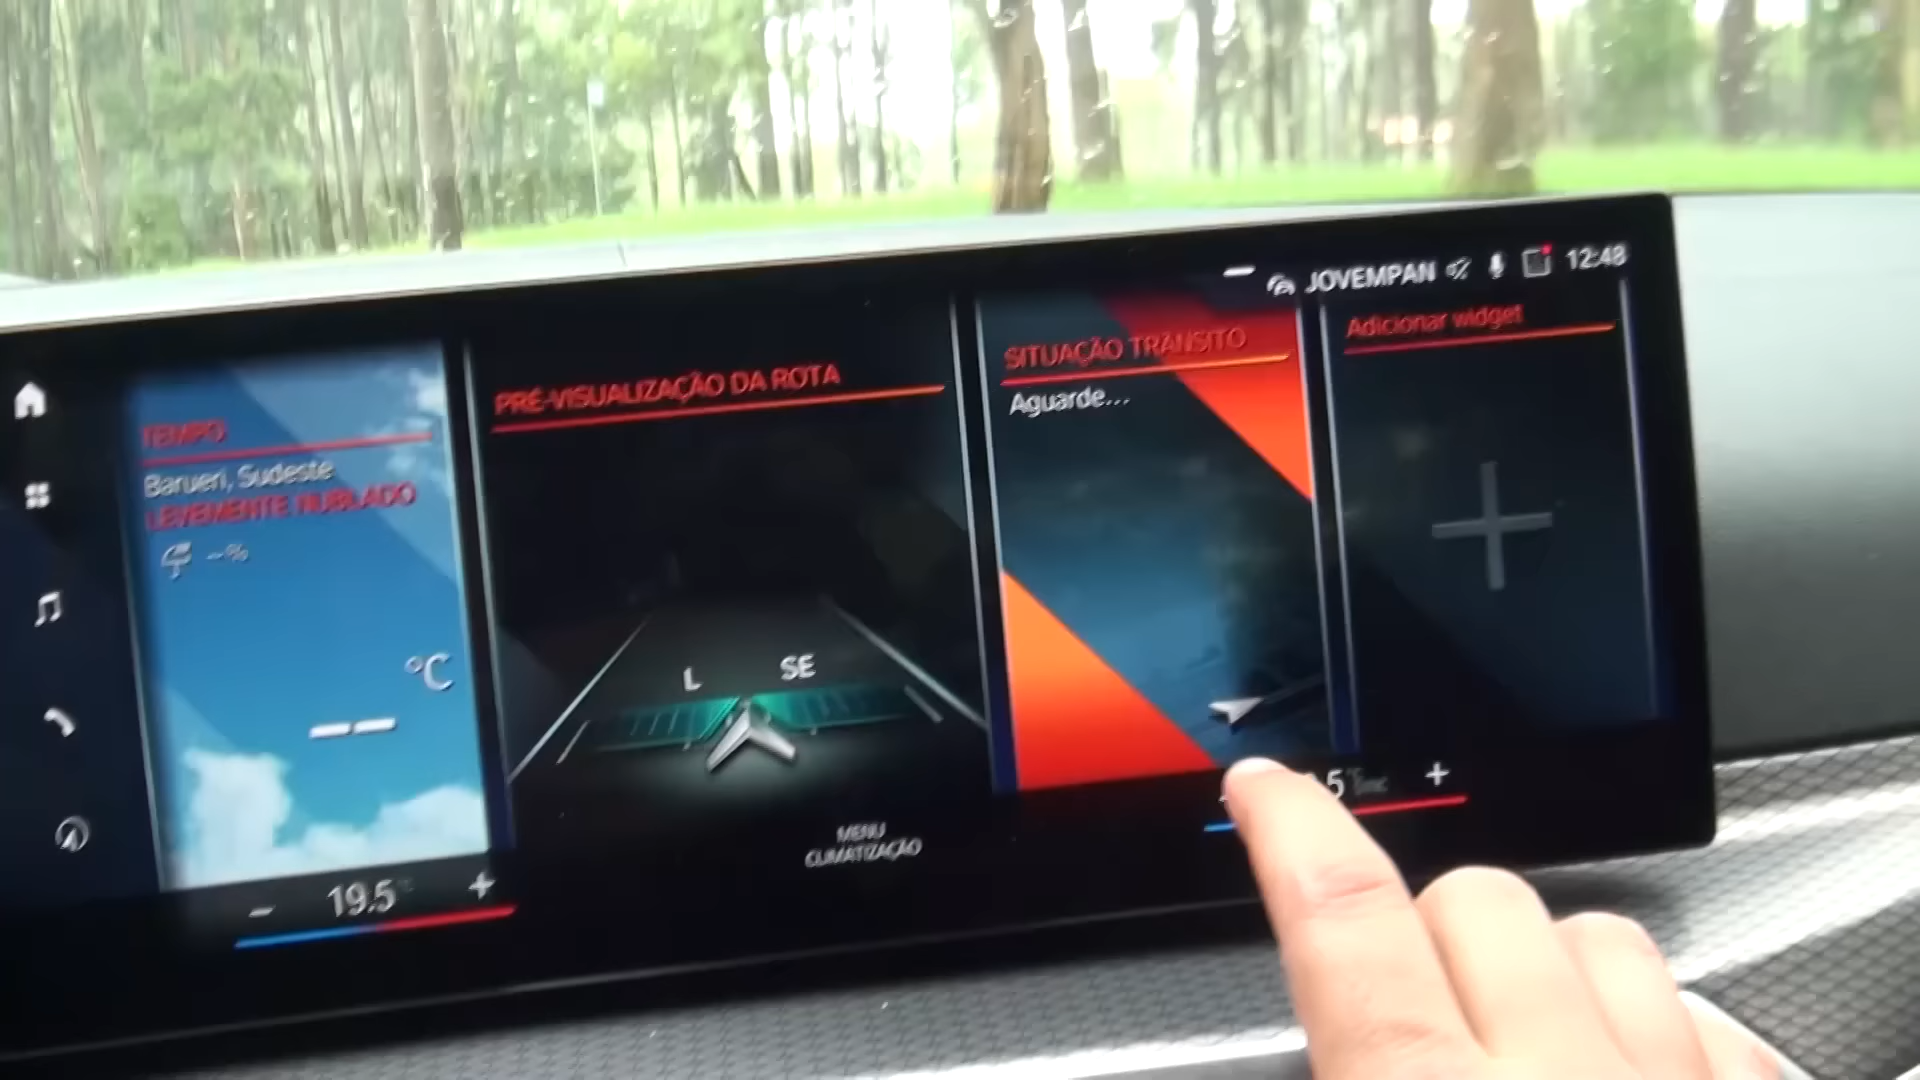 JOVEMPAN 12:48
TEMPO
Barueri, Sudeste
LEVEMENTE NUBLADO
--%
°C
--
PRÉ-VISUALIZAÇÃO DA ROTA
L SE
SITUAÇÃO TRÂNSITO
Aguarde...
Adicionar widget
− 19.5 +
MENU
CLIMATIZAÇÃO
.5 +